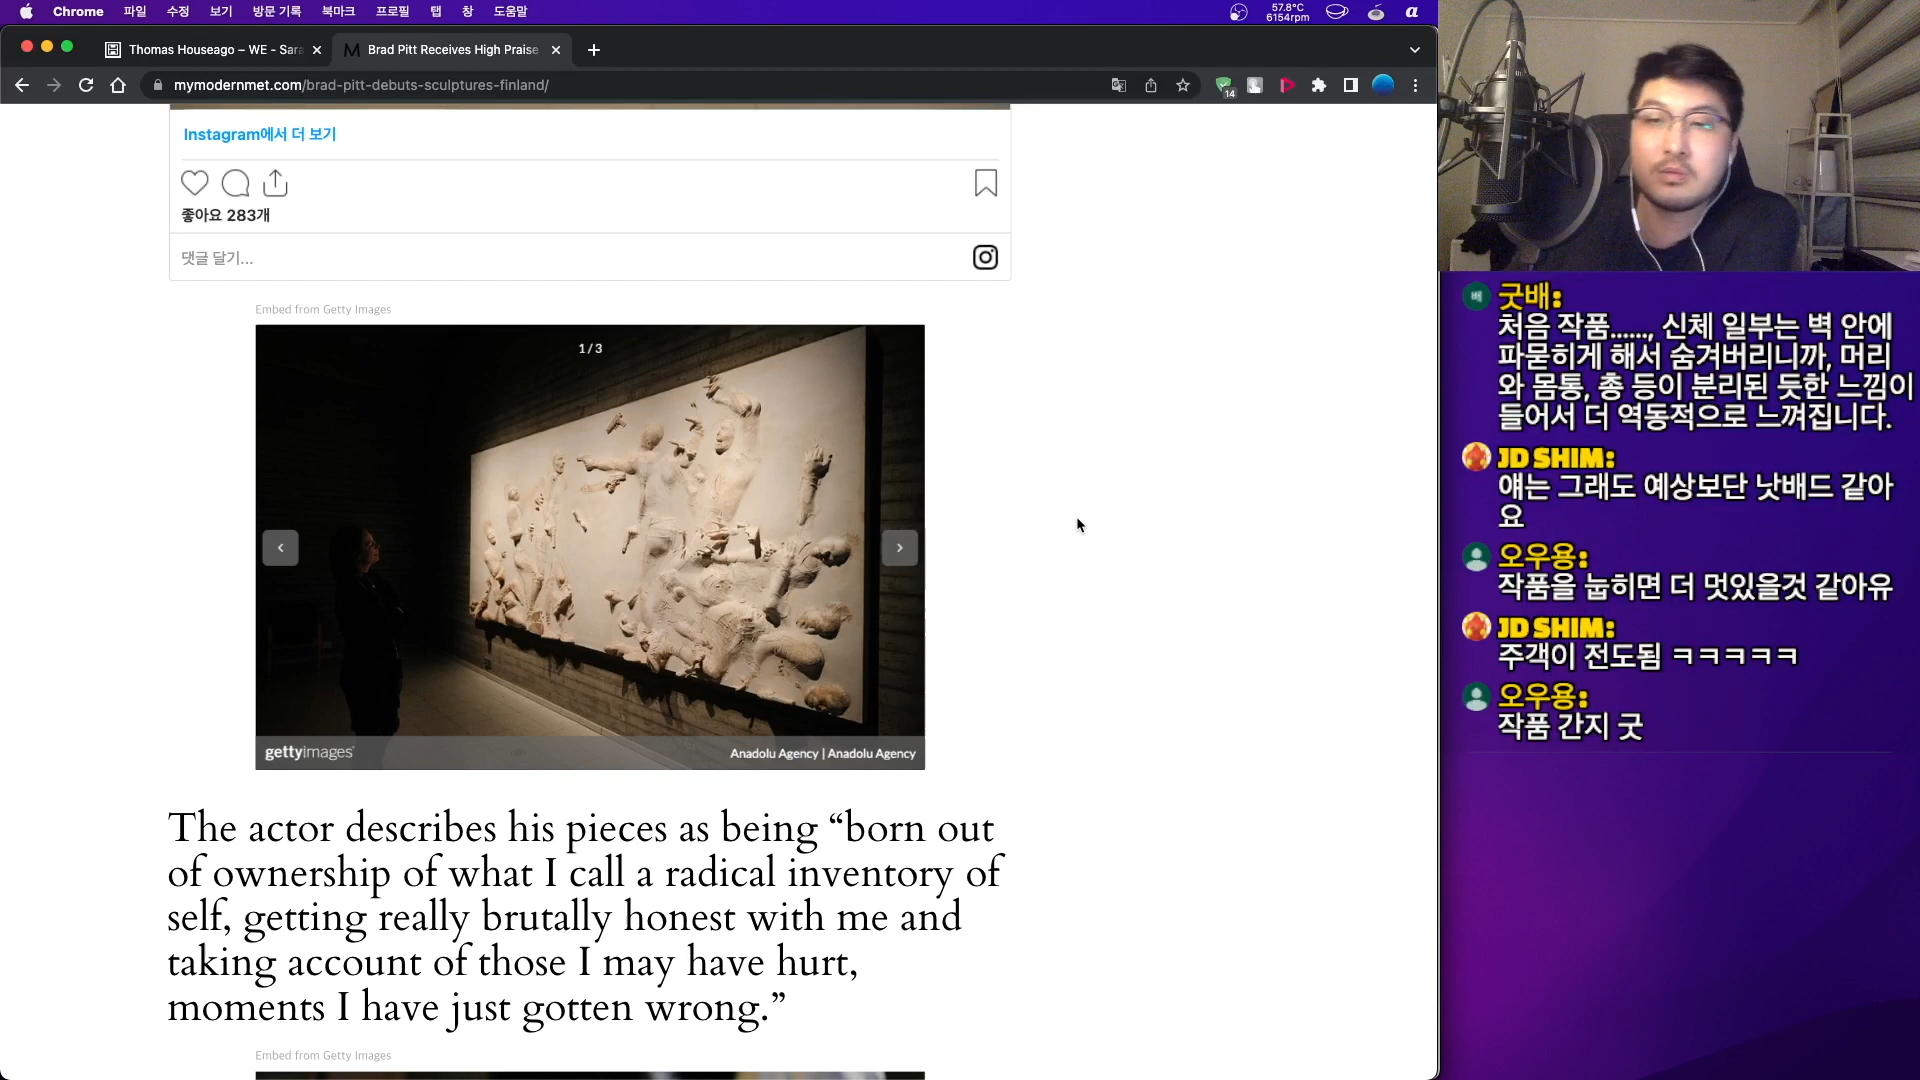 Chrome 파일 수정 보기 방문 기록 북마크 프로필 탭 창 도움말 57.8°C
6154rpm
Thomas Houseago – WE - Sara
Brad Pitt Receives High Praise
mymodernmet.com/brad-pitt-debuts-sculptures-finland/
14
Instagram에서 더 보기
좋아요 283개
댓글 달기...
Embed from Getty Images
1 / 3
gettyimages
Anadolu Agency | Anadolu Agency
The actor describes his pieces as being “born out
of ownership of what I call a radical inventory of
self, getting really brutally honest with me and
taking account of those I may have hurt,
moments I have just gotten wrong.”
Embed from Getty Images
배
굿배:
처음 작품......, 신체 일부는 벽 안에
파묻히게 해서 숨겨버리니까, 머리
와 몸통, 총 등이 분리된 듯한 느낌이
들어서 더 역동적으로 느껴집니다.
JD SHIM:
얘는 그래도 예상보단 낫배드 같아
요
오우용:
작품을 눕히면 더 멋있을것 같아유
JD SHIM:
주객이 전도됨 ㅋㅋㅋㅋㅋ
오우용:
작품 간지 굿